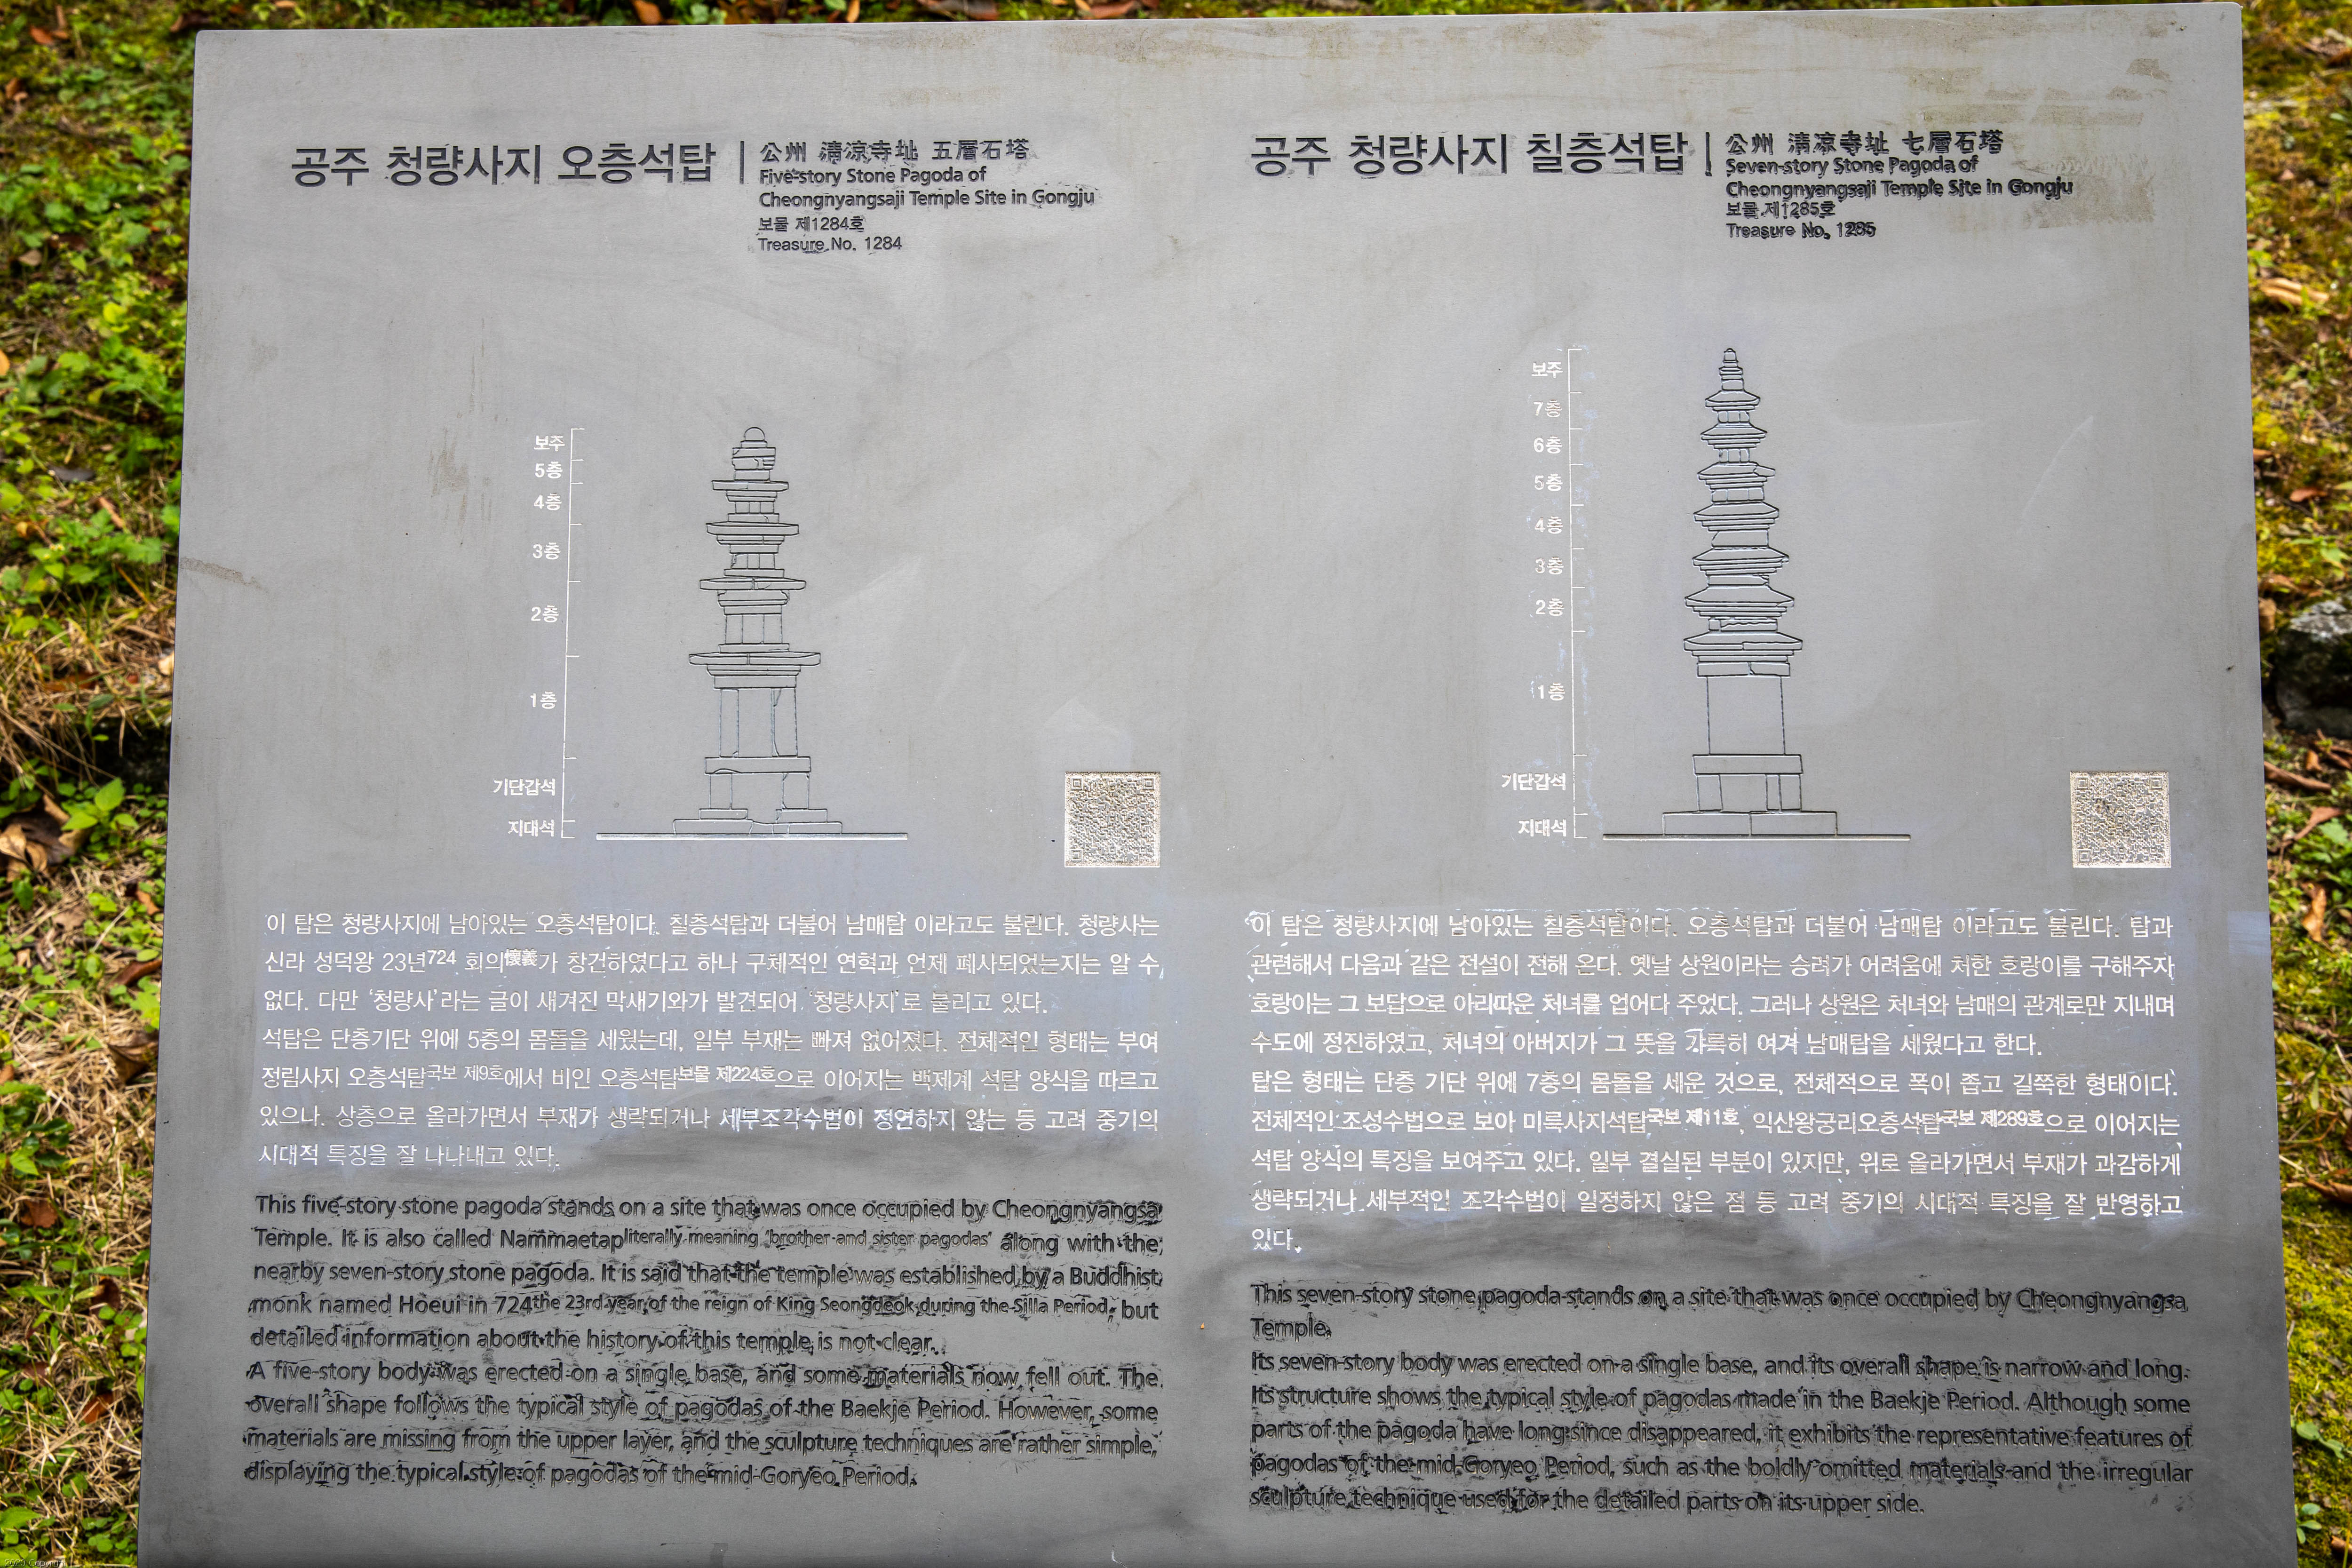 공주 청량사지 오층석탑
公州 淸凉寺址 五層石塔
Five-story Stone Pagoda of
Cheongnyangsaji Temple Site in Gongju
보물 제1284호
Treasure No. 1284
보주
5층
4층
3층
2층
1층
기단갑석
지대석
이 탑은 청량사지에 남아있는 오층석탑이다. 칠층석탑과 더불어 남매탑 이라고도 불린다. 청량사는
신라 성덕왕 23년724 회의懷義가 창건하였다고 하나 구체적인 연혁과 언제 폐사되었는지는 알 수
없다. 다만 ‘청량사’라는 글이 새겨진 막새기와가 발견되어 ‘청량사지’로 불리고 있다.
석탑은 단층기단 위에 5층의 몸돌을 세웠는데, 일부 부재는 빠져 없어졌다. 전체적인 형태는 부여
정림사지 오층석탑국보 제9호에서 비인 오층석탑보물 제224호으로 이어지는 백제계 석탑 양식을 따르고
있으나. 상층으로 올라가면서 부재가 생략되거나 세부조각수법이 정연하지 않는 등 고려 중기의
시대적 특징을 잘 나나내고 있다.
This five-story stone pagoda stands on a site that was once occupied by Cheongnyangsa
Temple. It is also called Nammaetap literally meaning ‘brother and sister pagodas’ along with the
nearby seven-story stone pagoda. It is said that the temple was established by a Buddhist
monk named Hoeui in 724 the 23rd year of the reign of King Seongdeok during the Silla Period, but
detailed information about the history of this temple is not clear.
A five-story body was erected on a single base, and some materials now fell out. The
overall shape follows the typical style of pagodas of the Baekje Period. However, some
materials are missing from the upper layer, and the sculpture techniques are rather simple,
displaying the typical style of pagodas of the mid-Goryeo Period.
공주 청량사지 칠층석탑
公州 淸凉寺址 七層石塔
Seven-story Stone Pagoda of
Cheongnyangsaji Temple Site in Gongju
보물 제1285호
Treasure No. 1285
보주
7층
6층
5층
4층
3층
2층
1층
기단갑석
지대석
이 탑은 청량사지에 남아있는 칠층석탑이다. 오층석탑과 더불어 남매탑 이라고도 불린다. 탑과
관련해서 다음과 같은 전설이 전해 온다. 옛날 상원이라는 승려가 어려움에 처한 호랑이를 구해주자
호랑이는 그 보답으로 아리따운 처녀를 업어다 주었다. 그러나 상원은 처녀와 남매의 관계로만 지내며
수도에 정진하였고, 처녀의 아버지가 그 뜻을 갸륵히 여겨 남매탑을 세웠다고 한다.
탑은 형태는 단층 기단 위에 7층의 몸돌을 세운 것으로, 전체적으로 폭이 좁고 길쭉한 형태이다.
전체적인 조성수법으로 보아 미륵사지석탑국보 제11호, 익산왕궁리오층석탑국보 제289호으로 이어지는
석탑 양식의 특징을 보여주고 있다. 일부 결실된 부분이 있지만, 위로 올라가면서 부재가 과감하게
생략되거나 세부적인 조각수법이 일정하지 않은 점 등 고려 중기의 시대적 특징을 잘 반영하고
있다.
This seven-story stone pagoda stands on a site that was once occupied by Cheongnyangsa
Temple.
Its seven-story body was erected on a single base, and its overall shape is narrow and long.
Its structure shows the typical style of pagodas made in the Baekje Period. Although some
parts of the pagoda have long since disappeared, it exhibits the representative features of
pagodas of the mid-Goryeo Period, such as the boldly omitted materials and the irregular
sculpture technique used for the detailed parts on its upper side.